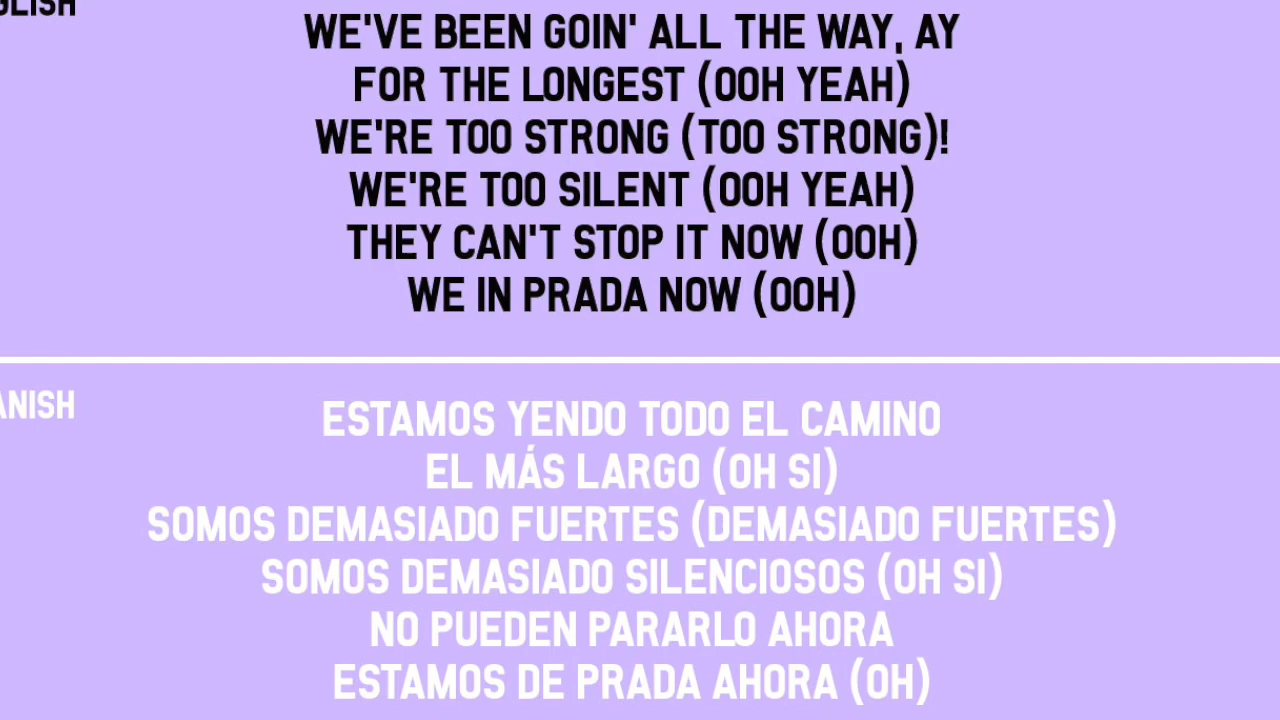 WE'VE BEEN GOIN' ALL THE WAY, AY
FOR THE LONGEST (OOH YEAH)
WE'RE TOO STRONG (TOO STRONG)!
WE'RE TOO SILENT (OOH YEAH)
THEY CAN'T STOP IT NOW (OOH)
WE IN PRADA NOW (OOH)
ESTAMOS YENDO TODO EL CAMINO
EL MÁS LARGO (OH SI)
SOMOS DEMASIADO FUERTES (DEMASIADO FUERTES)
SOMOS DEMASIADO SILENCIOSOS (OH SI)
NO PUEDEN PARARLO AHORA
ESTAMOS DE PRADA AHORA (OH)